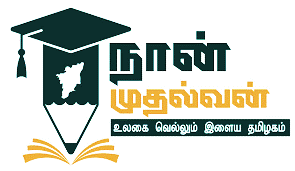 நான்
முதல்வன்
உலகை வெல்லும் இளைய தமிழகம்